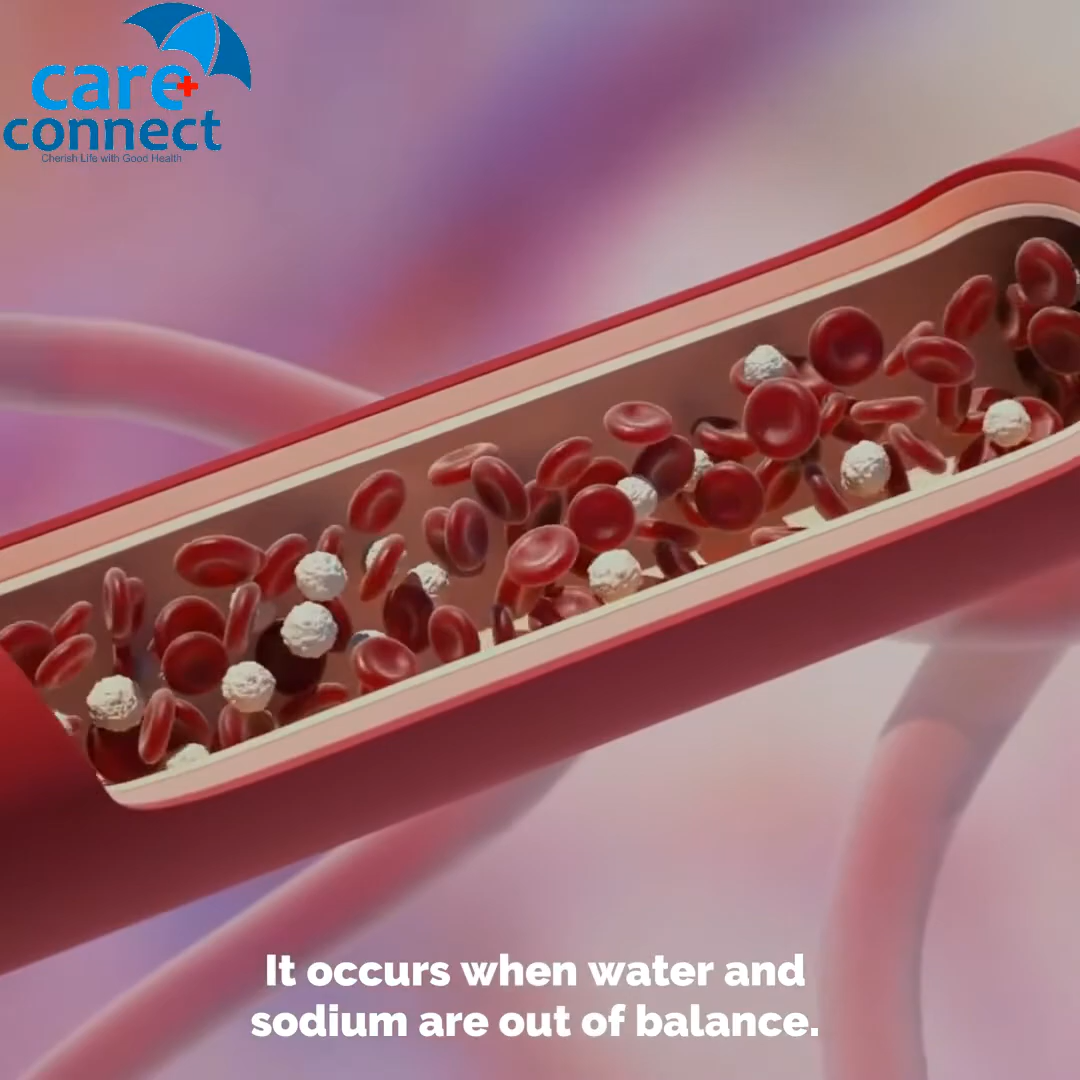 care
connect
Cherish Life with Good Health
It occurs when water and
sodium are out of balance.